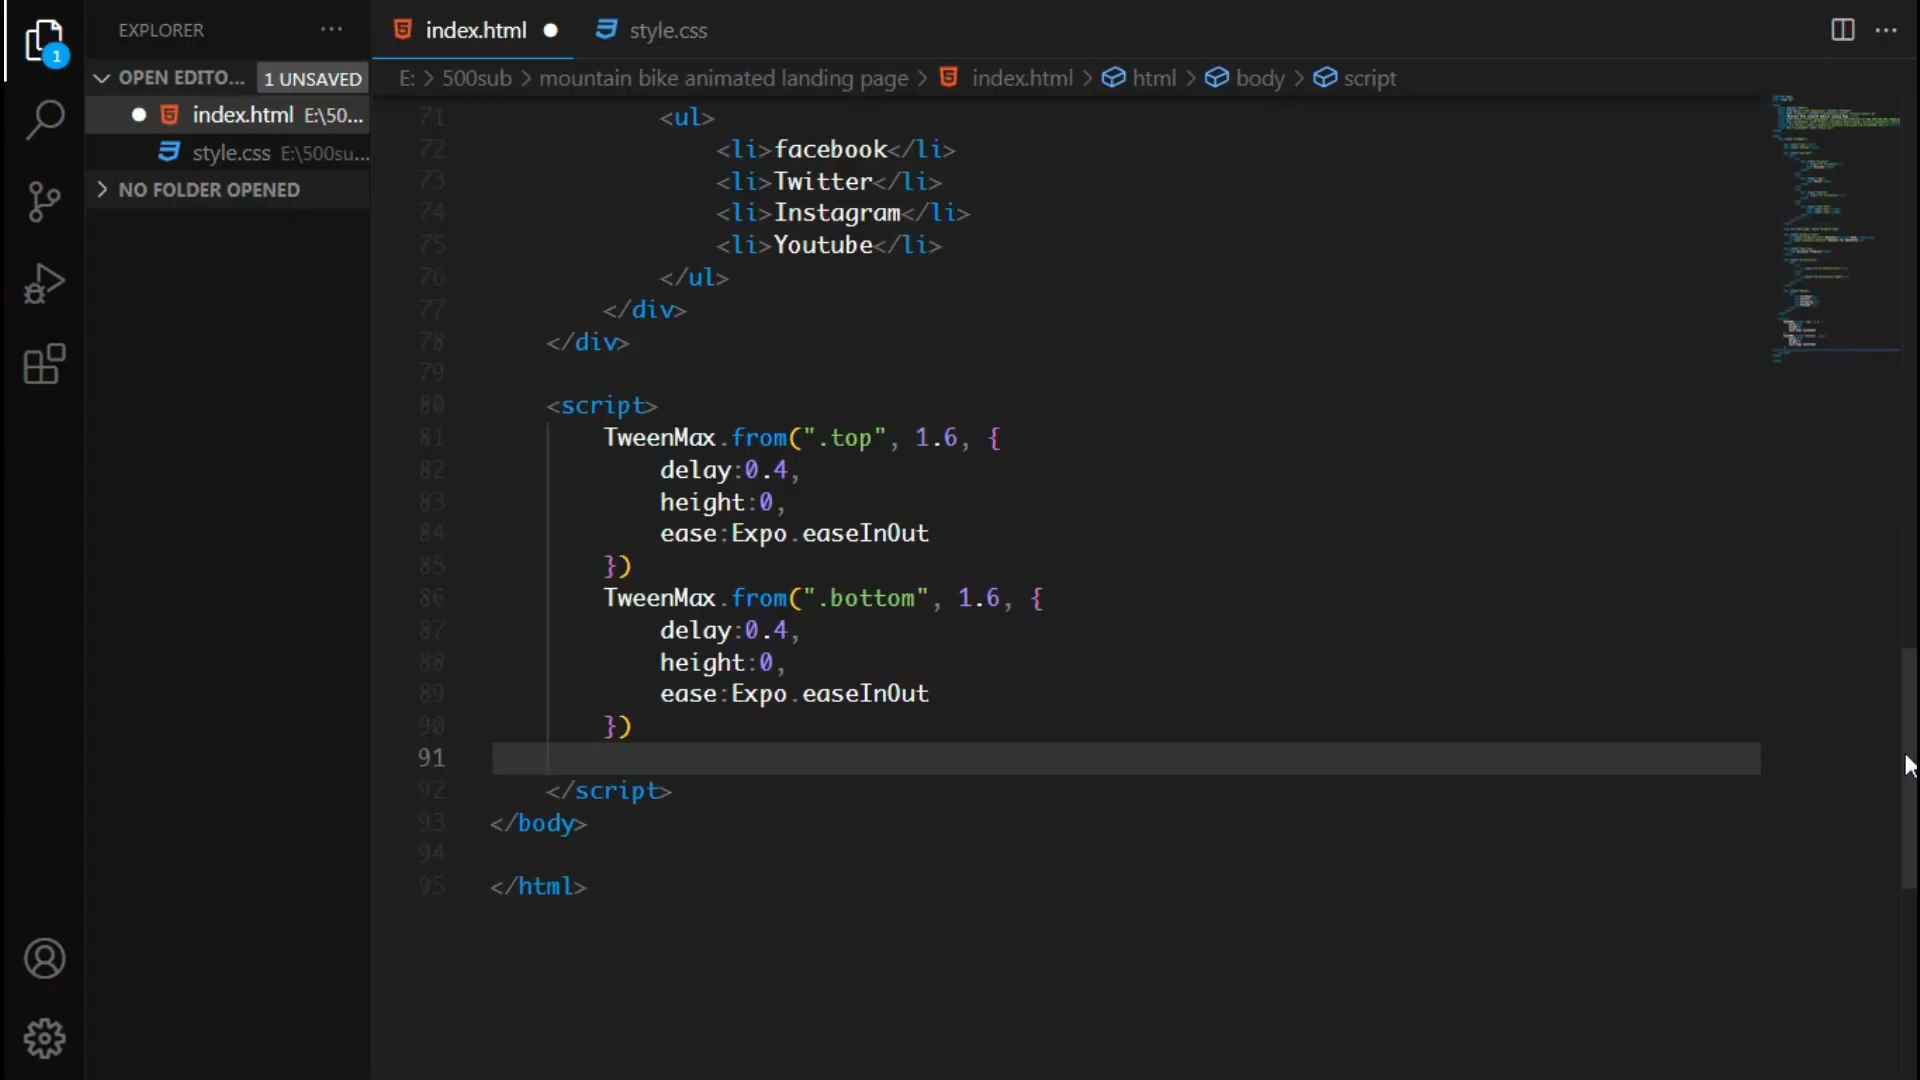 EXPLORER
index.html
style.css
OPEN EDITO... 1 UNSAVED
index.html E:\50...
style.css E:\500su...
NO FOLDER OPENED
1
E: > 500sub > mountain bike animated landing page > index.html > html > body > script
71 <ul>
72 <li>facebook</li>
73 <li>Twitter</li>
74 <li>Instagram</li>
75 <li>Youtube</li>
76 </ul>
77 </div>
78 </div>
79
80 <script>
81 TweenMax.from(".top", 1.6, {
82 delay:0.4,
83 height:0,
84 ease:Expo.easeInOut
85 })
86 TweenMax.from(".bottom", 1.6, {
87 delay:0.4,
88 height:0,
89 ease:Expo.easeInOut
90 })
91
92 </script>
93 </body>
94
95 </html>